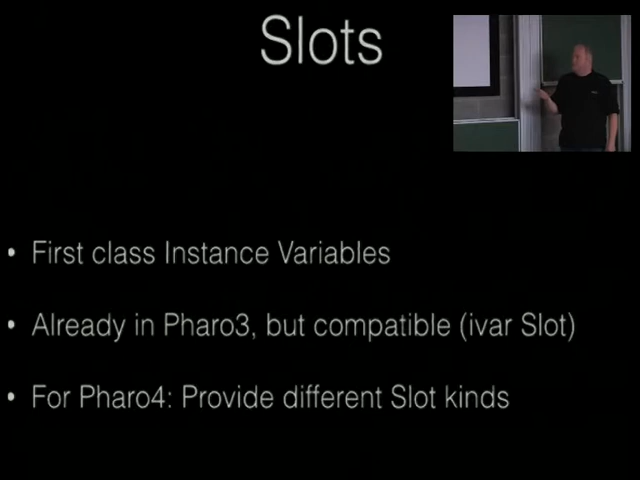 Slots
• First class Instance Variables
• Already in Pharo3, but compatible (ivar Slot)
• For Pharo4: Provide different Slot kinds